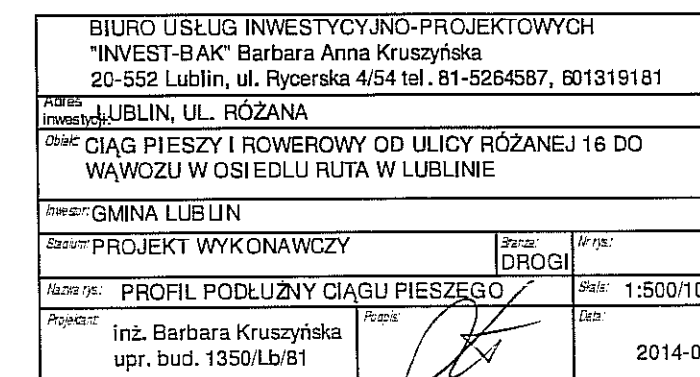 BIURO USŁUG INWESTYCYJNO-PROJEKTOWYCH
"INVEST-BAK" Barbara Anna Kruszyńska
20-552 Lublin, ul. Rycerska 4/54 tel. 81-5264587, 601319181
Adres inwestycji: LUBLIN, UL. RÓŻANA
Obiekt: CIĄG PIESZY I ROWEROWY OD ULICY RÓŻANEJ 16 DO
WĄWOZU W OSIEDLU RUTA W LUBLINIE
Inwestor: GMINA LUBLIN
Stadium: PROJEKT WYKONAWCZY Branża: DROGI Nr rys.:
Nazwa rys.: PROFIL PODŁUŻNY CIĄGU PIESZEGO Skala: 1:500/10
Projektant: Podpis: Data:
inż. Barbara Kruszyńska
upr. bud. 1350/Lb/81 2014-0